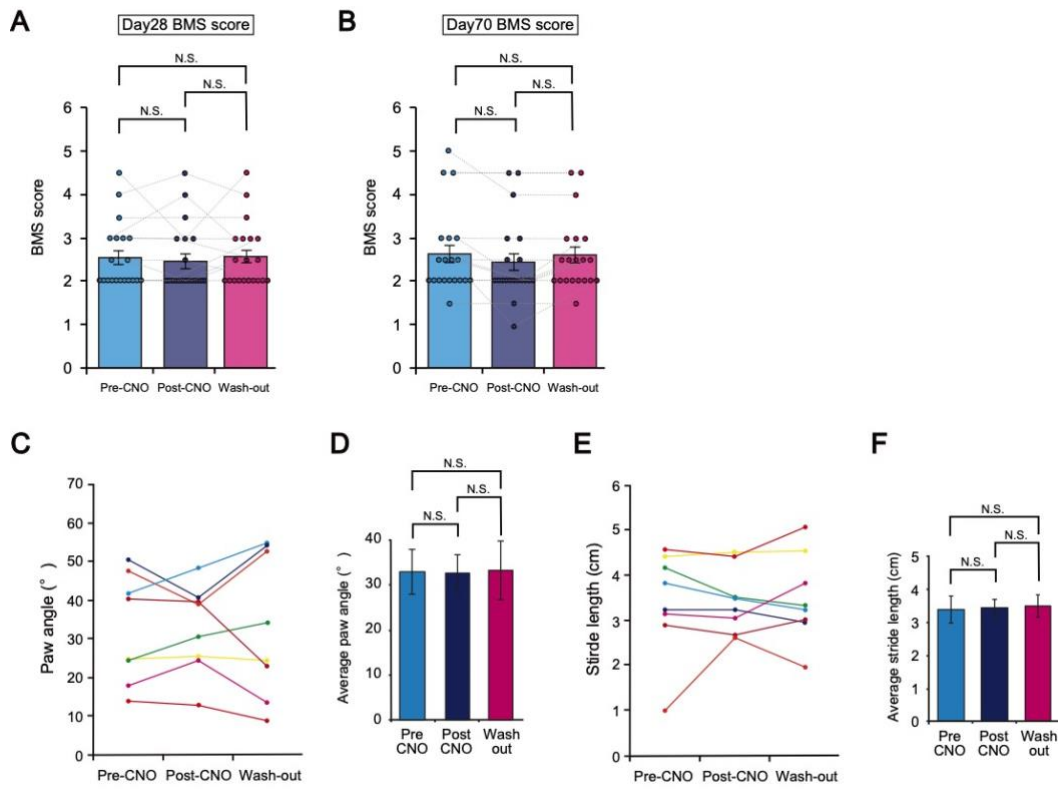 A
Day28 BMS score
N.S.
N.S.
N.S.
BMS score
6
5
4
3
2
1
0
Pre-CNO Post-CNO Wash-out
B
Day70 BMS score
N.S.
N.S.
N.S.
BMS score
6
5
4
3
2
1
0
Pre-CNO Post-CNO Wash-out
C
Paw angle (°)
70
60
50
40
30
20
10
0
Pre-CNO Post-CNO Wash-out
D
N.S.
N.S.
N.S.
Average paw angle (°)
40
30
20
10
0
Pre CNO
Post CNO
Wash out
E
Stirde length (cm)
6
5
4
3
2
1
0
Pre-CNO Post-CNO Wash-out
F
N.S.
N.S.
N.S.
Average stride length (cm)
5
4
3
2
1
0
Pre CNO
Post CNO
Wash out